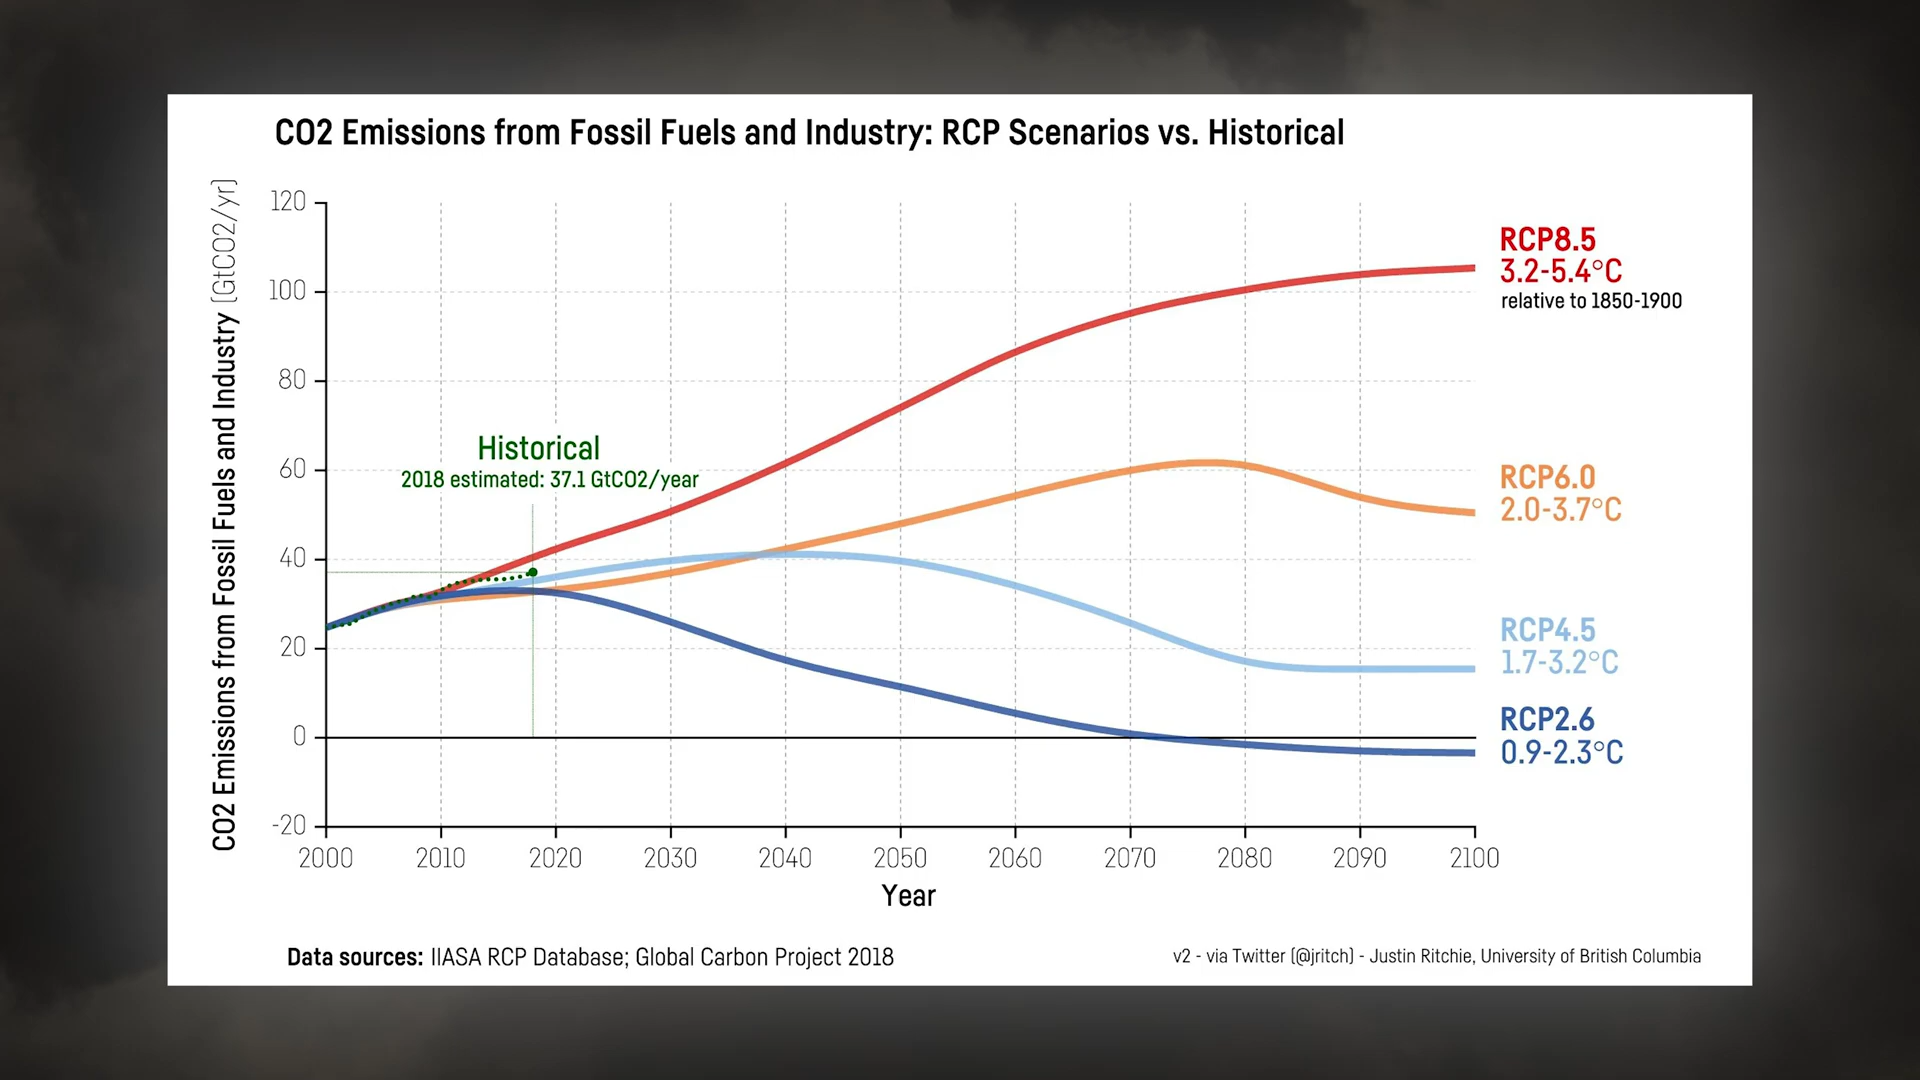 CO2 Emissions from Fossil Fuels and Industry: RCP Scenarios vs. Historical
CO2 Emissions from Fossil Fuels and Industry (GtCO2/yr)
120
100
80
60
40
20
0
-20
Historical
2018 estimated: 37.1 GtCO2/year
RCP8.5
3.2-5.4°C
relative to 1850-1900
RCP6.0
2.0-3.7°C
RCP4.5
1.7-3.2°C
RCP2.6
0.9-2.3°C
2000 2010 2020 2030 2040 2050 2060 2070 2080 2090 2100
Year
Data sources: IIASA RCP Database; Global Carbon Project 2018
v2 - via Twitter (@jritch) - Justin Ritchie, University of British Columbia